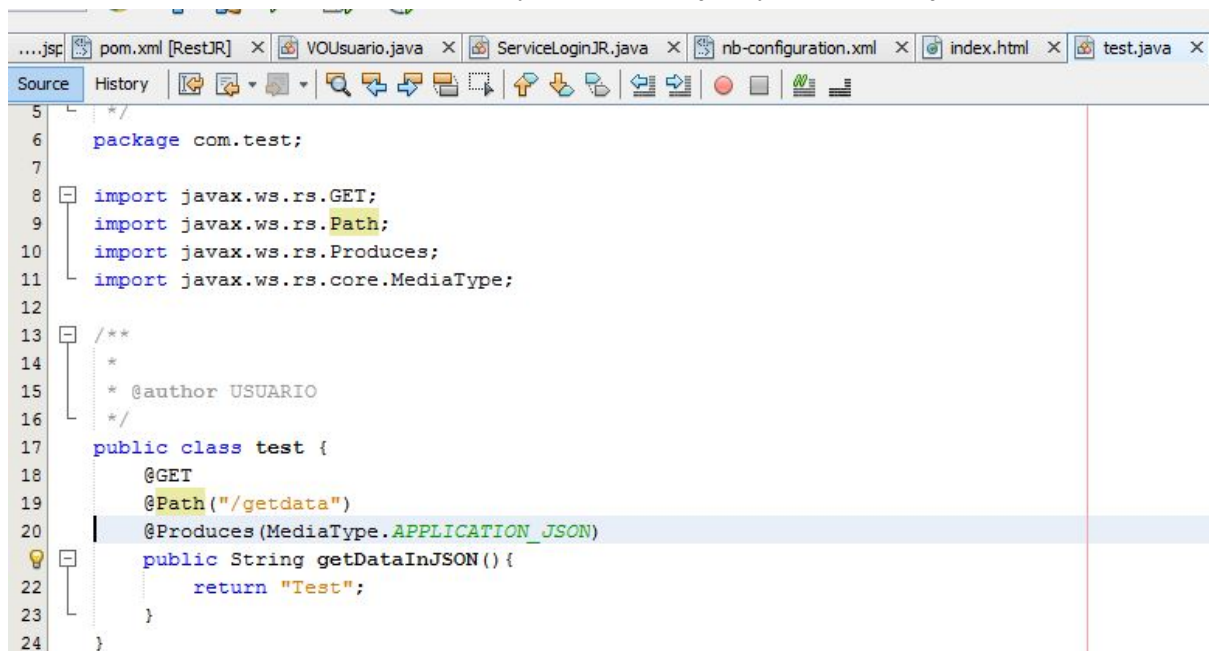 ....jsp pom.xml [RestJR] VOUsuario.java ServiceLoginJR.java nb-configuration.xml index.html test.java
Source History
5 */
6 package com.test;
7
8 import javax.ws.rs.GET;
9 import javax.ws.rs.Path;
10 import javax.ws.rs.Produces;
11 import javax.ws.rs.core.MediaType;
12
13 /**
14 *
15 * @author USUARIO
16 */
17 public class test {
18 @GET
19 @Path("/getdata")
20 @Produces(MediaType.APPLICATION_JSON)
public String getDataInJSON(){
22 return "Test";
23 }
24 }